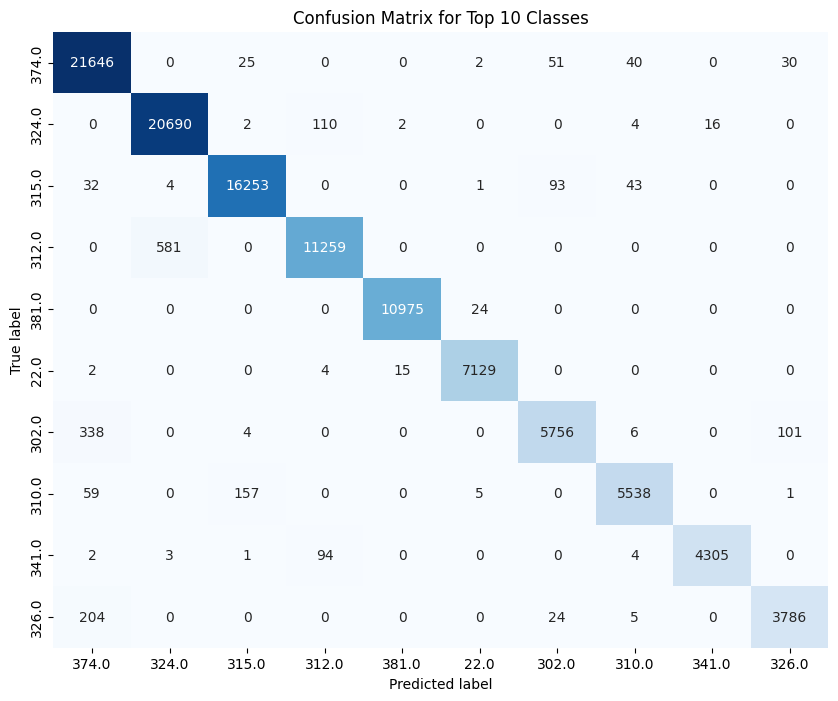 Confusion Matrix for Top 10 Classes
374.0 21646 0 25 0 0 2 51 40 0 30
324.0 0 20690 2 110 2 0 0 4 16 0
315.0 32 4 16253 0 0 1 93 43 0 0
312.0 0 581 0 11259 0 0 0 0 0 0
381.0 0 0 0 0 10975 24 0 0 0 0
22.0 2 0 0 4 15 7129 0 0 0 0
302.0 338 0 4 0 0 0 5756 6 0 101
310.0 59 0 157 0 0 5 0 5538 0 1
341.0 2 3 1 94 0 0 0 4 4305 0
326.0 204 0 0 0 0 0 24 5 0 3786
True label
374.0 324.0 315.0 312.0 381.0 22.0 302.0 310.0 341.0 326.0
Predicted label